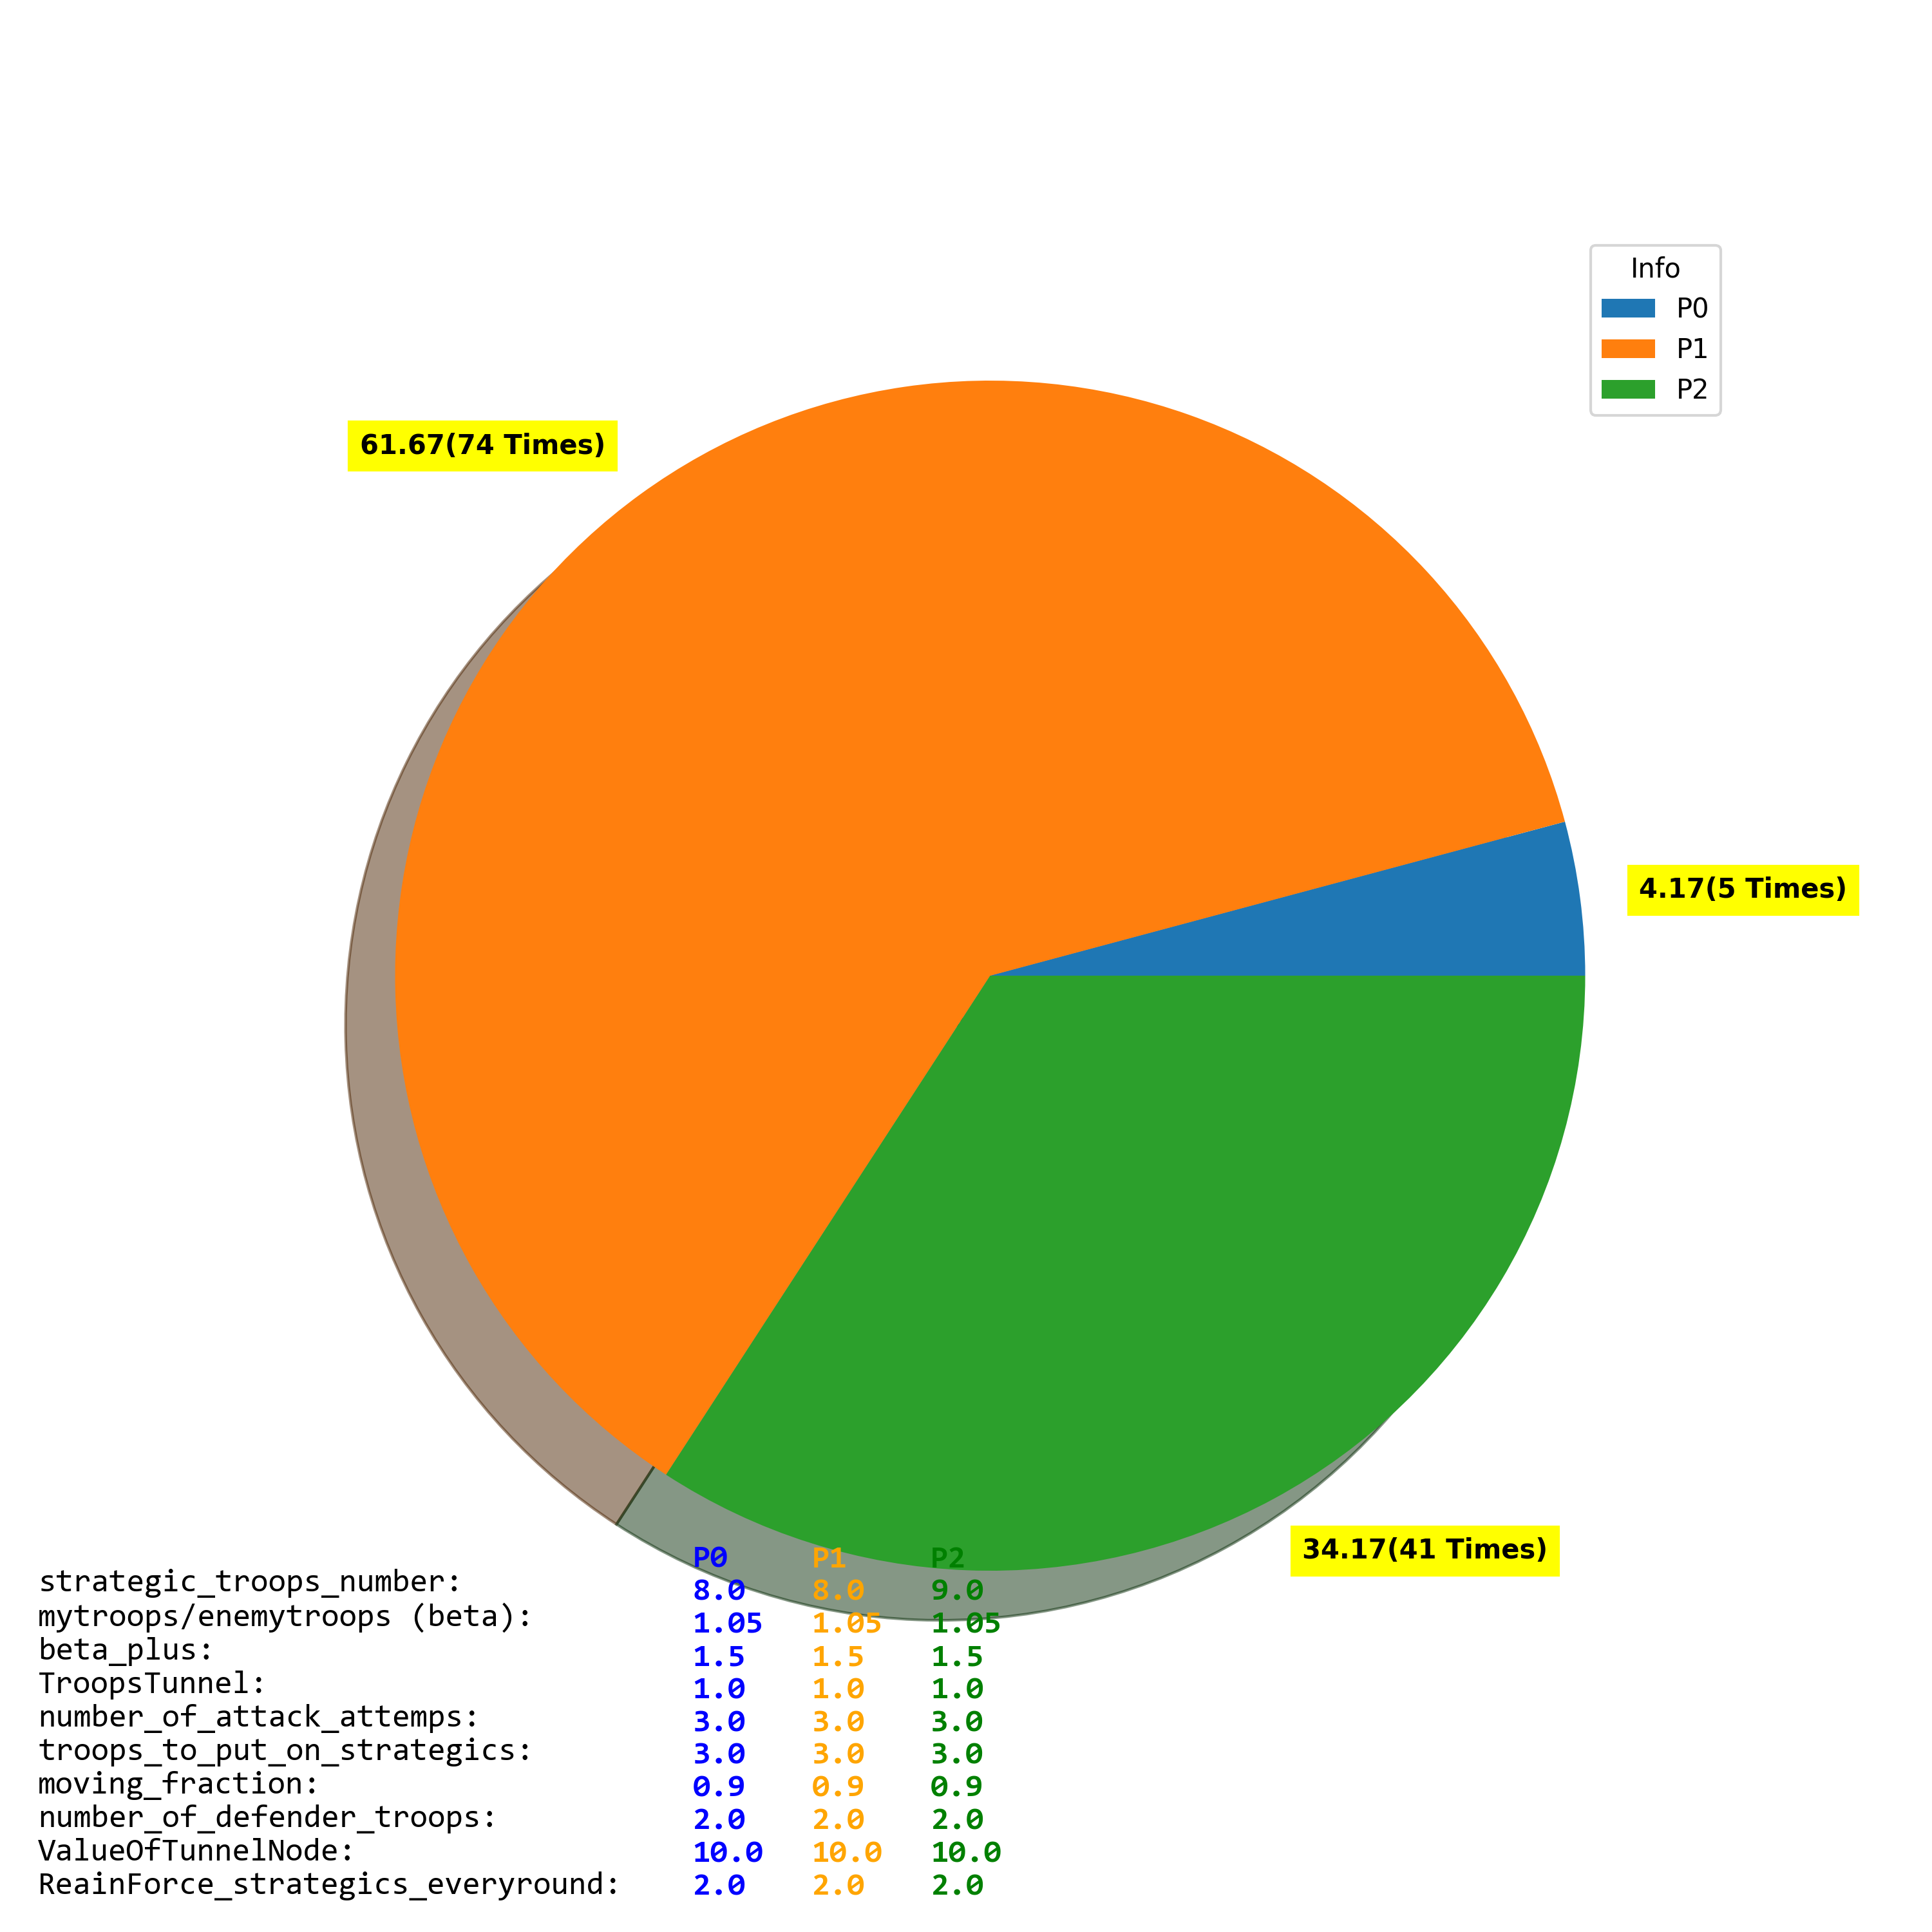 Info
P0
P1
P2
61.67(74 Times)
4.17(5 Times)
34.17(41 Times)
P0 P1 P2
strategic_troops_number: 8.0 8.0 9.0
mytroops/enemytroops (beta): 1.05 1.05 1.05
beta_plus: 1.5 1.5 1.5
TroopsTunnel: 1.0 1.0 1.0
number_of_attack_attemps: 3.0 3.0 3.0
troops_to_put_on_strategics: 3.0 3.0 3.0
moving_fraction: 0.9 0.9 0.9
number_of_defender_troops: 2.0 2.0 2.0
ValueOfTunnelNode: 10.0 10.0 10.0
ReainForce_strategics_everyround: 2.0 2.0 2.0